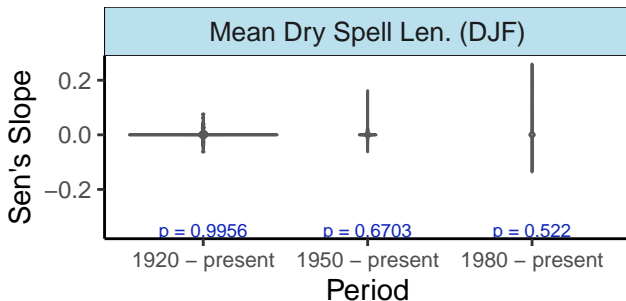 Mean Dry Spell Len. (DJF)
Sen's Slope
0.2
0.0
−0.2
p = 0.9956 p = 0.6703 p = 0.522
1920 − present 1950 − present 1980 − present
Period